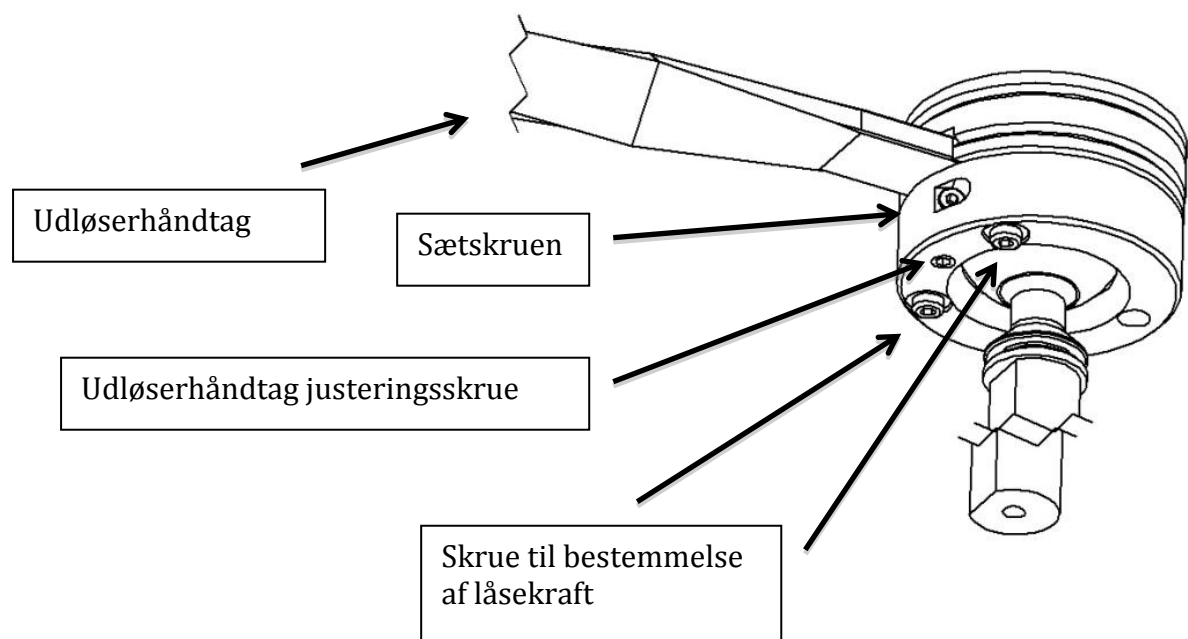 Udløserhåndtag
Sætskruen
Udløserhåndtag justeringsskrue
Skrue til bestemmelse
af låsekraft